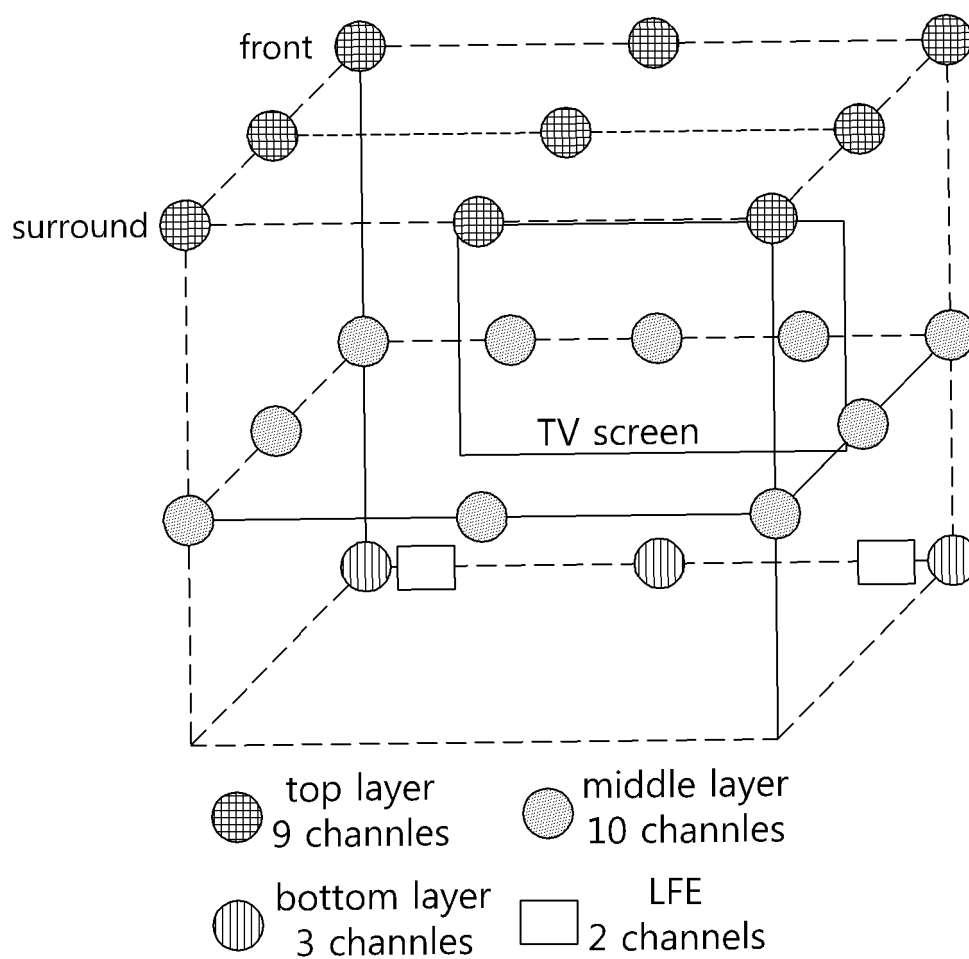 front
surround
TV screen
top layer
9 channles
middle layer
10 channles
bottom layer
3 channles
LFE
2 channels